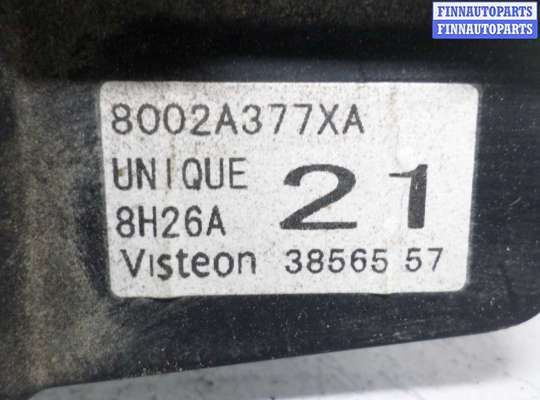 FINNAUTOPARTS
FINNAUTOPARTS
8002A377XA
UNIQUE
8H26A
21
Visteon 38565 57